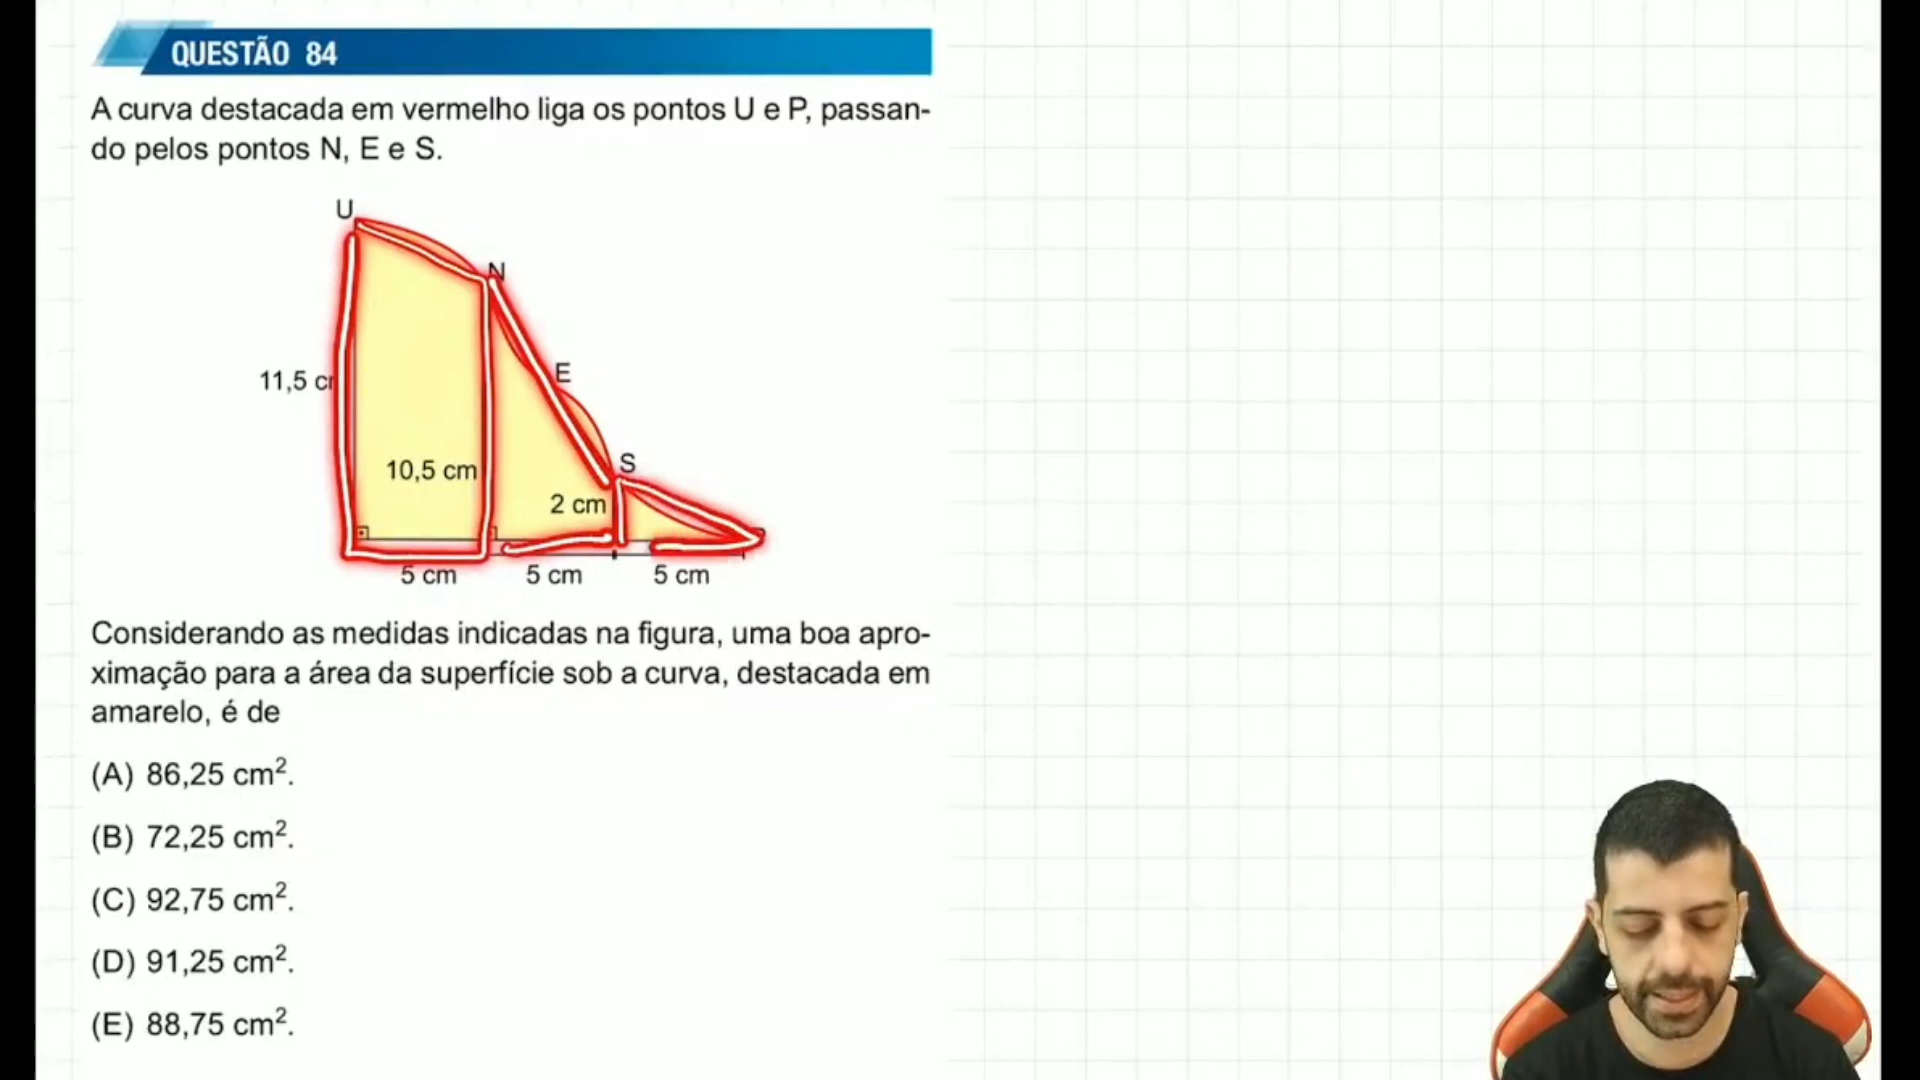 QUESTÃO 84
A curva destacada em vermelho liga os pontos U e P, passan-
do pelos pontos N, E e S.
U
N
E
11,5 cm
S
10,5 cm
2 cm
5 cm 5 cm 5 cm
Considerando as medidas indicadas na figura, uma boa apro-
ximação para a área da superfície sob a curva, destacada em
amarelo, é de
(A) 86,25 cm².
(B) 72,25 cm².
(C) 92,75 cm².
(D) 91,25 cm².
(E) 88,75 cm².